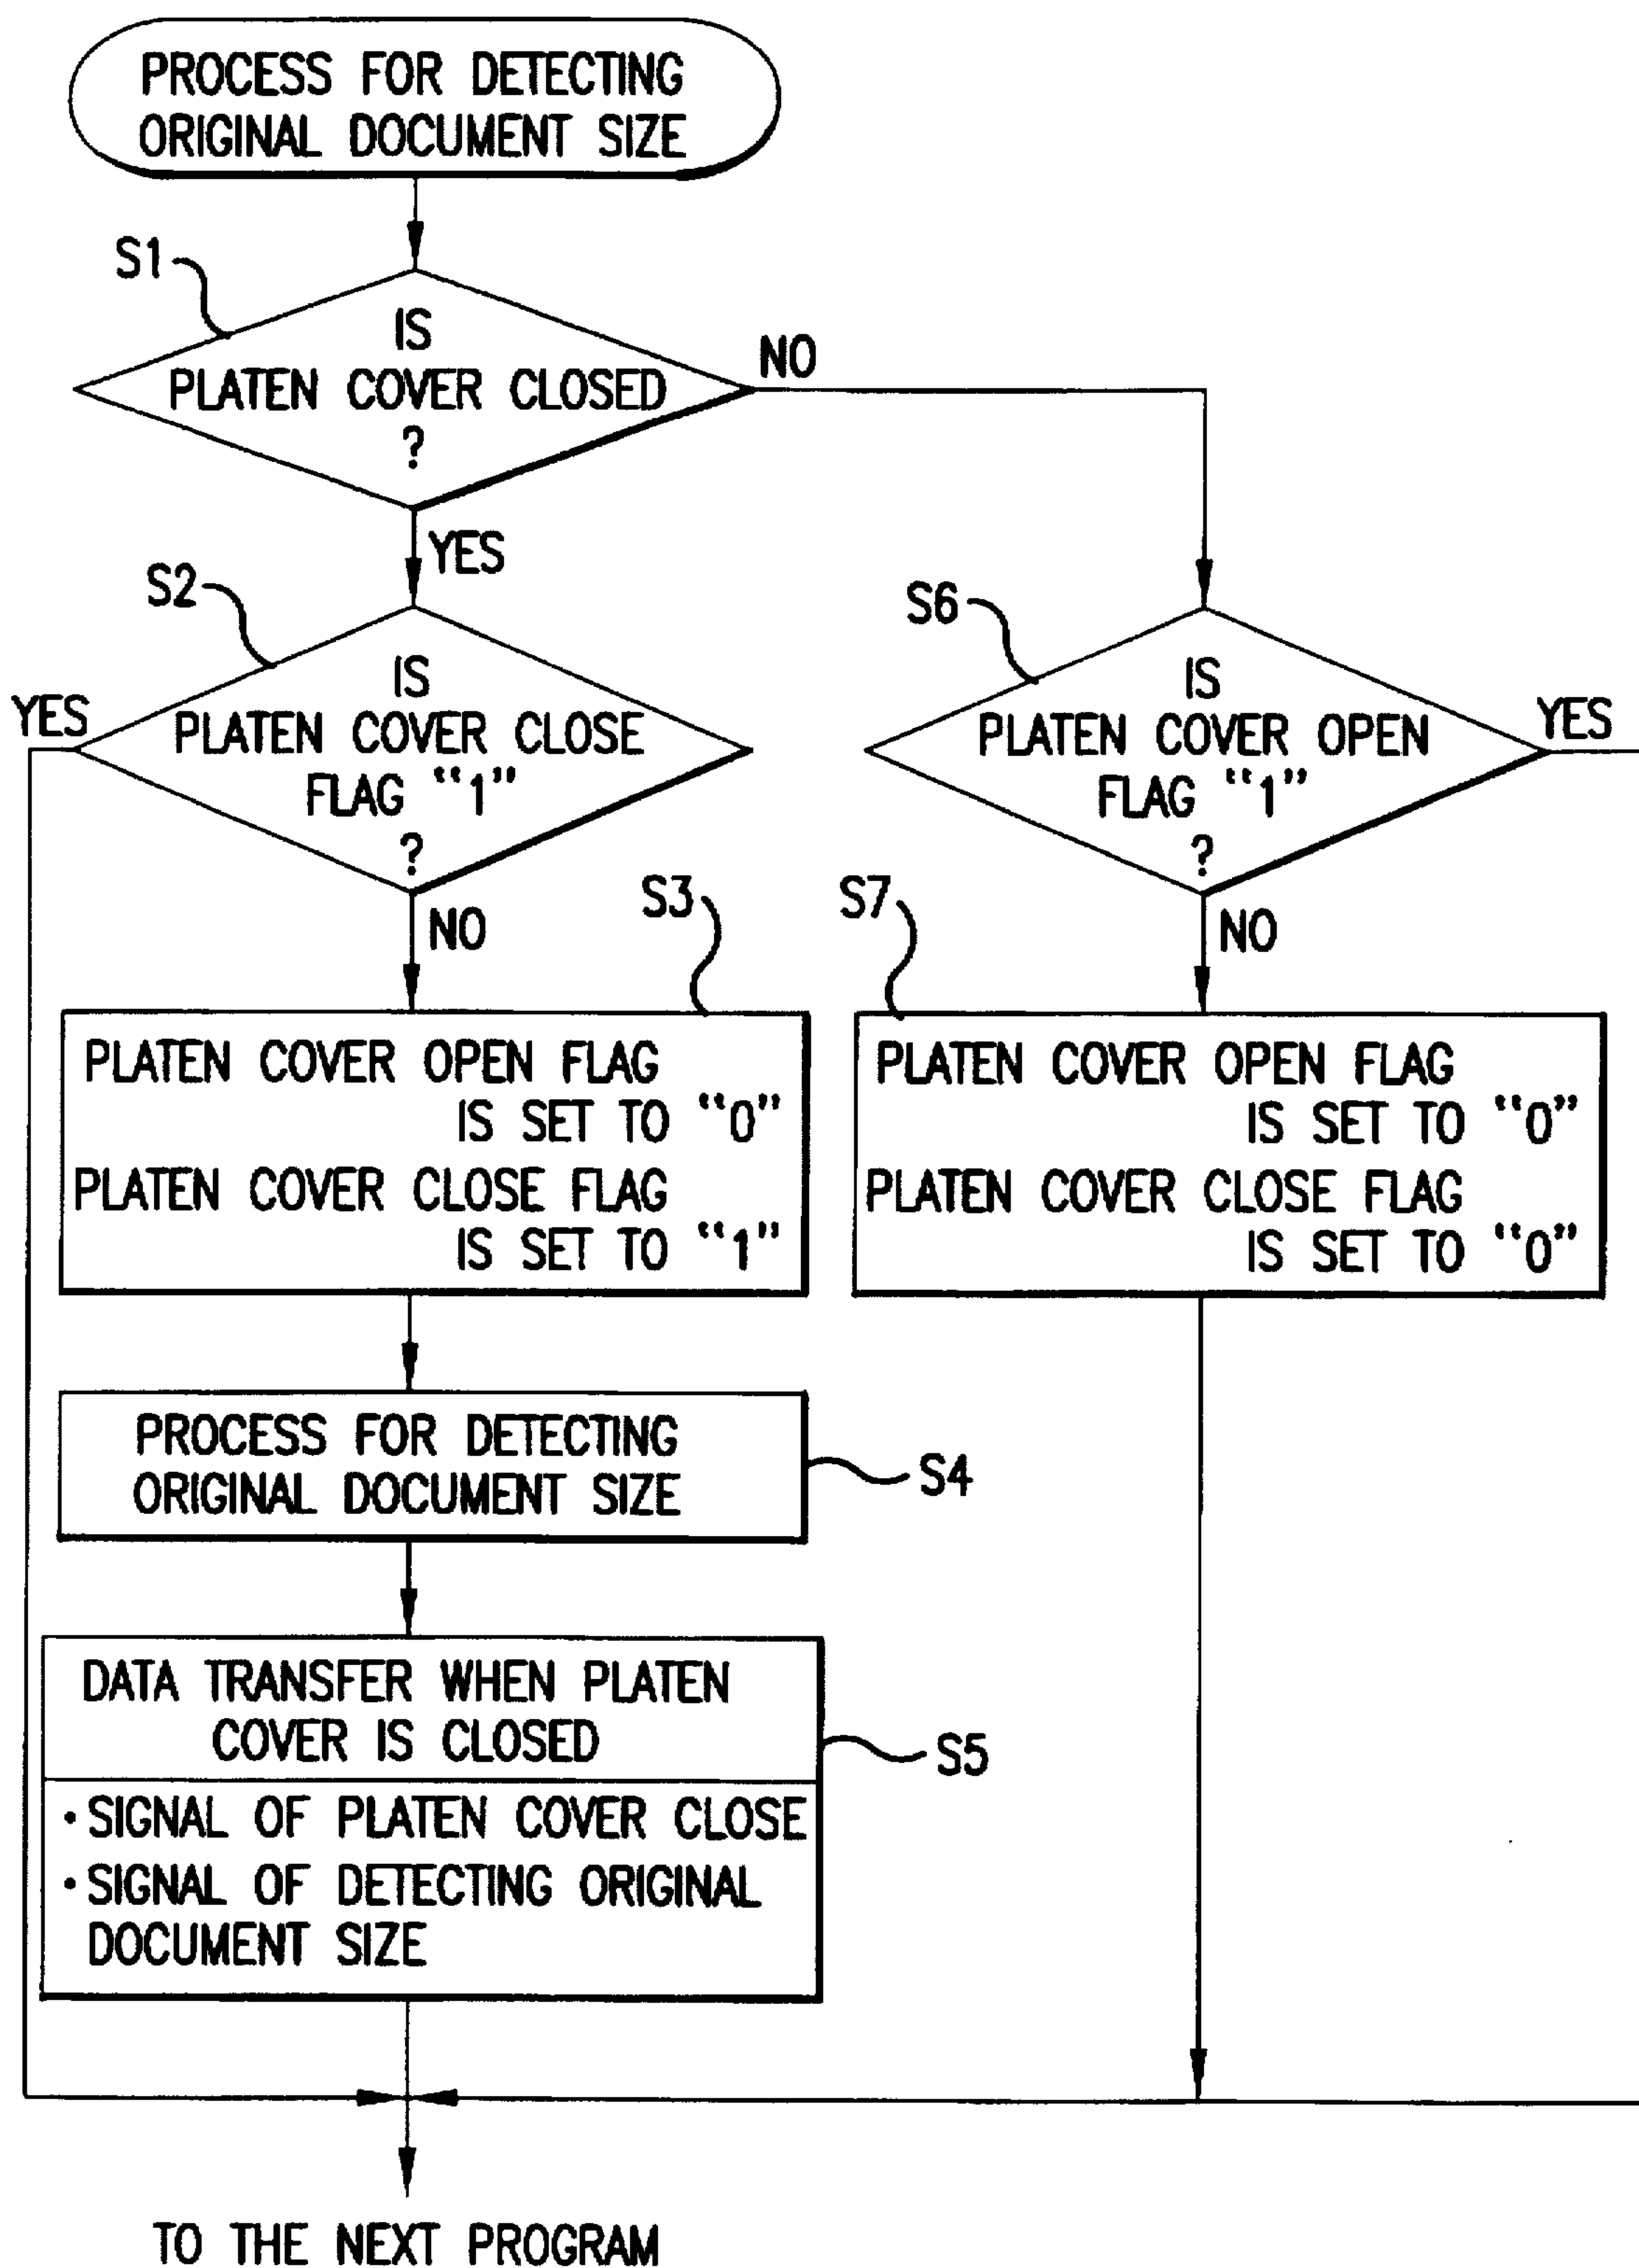 PROCESS FOR DETECTING
ORIGINAL DOCUMENT SIZE
S1
IS
PLATEN COVER CLOSED
?
NO
YES
S2
IS
PLATEN COVER CLOSE
FLAG "1"
?
YES
NO
S6
IS
PLATEN COVER OPEN
FLAG "1"
?
YES
NO
S3
PLATEN COVER OPEN FLAG
IS SET TO "0"
PLATEN COVER CLOSE FLAG
IS SET TO "1"
S7
PLATEN COVER OPEN FLAG
IS SET TO "0"
PLATEN COVER CLOSE FLAG
IS SET TO "0"
PROCESS FOR DETECTING
ORIGINAL DOCUMENT SIZE
S4
DATA TRANSFER WHEN PLATEN
COVER IS CLOSED
S5
· SIGNAL OF PLATEN COVER CLOSE
· SIGNAL OF DETECTING ORIGINAL
DOCUMENT SIZE
TO THE NEXT PROGRAM